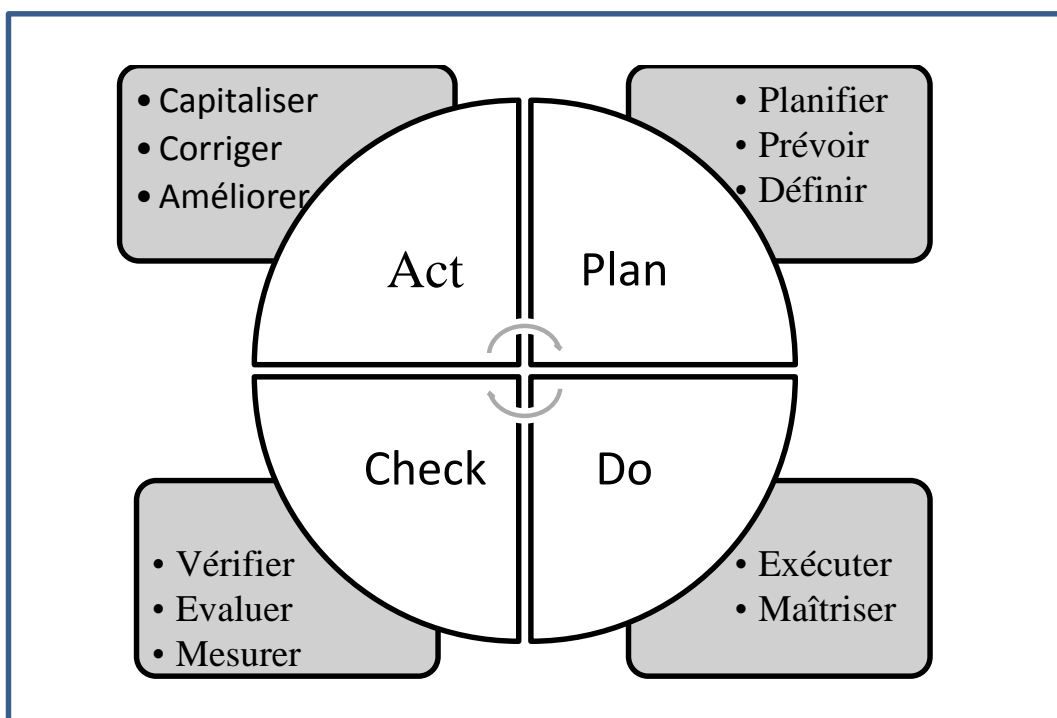 • Capitaliser
• Corriger
• Améliorer
• Planifier
• Prévoir
• Définir
Act
Plan
Check
Do
• Vérifier
• Evaluer
• Mesurer
• Exécuter
• Maîtriser